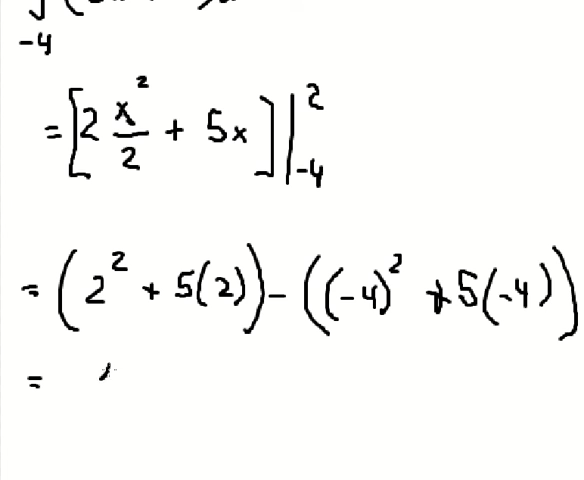 -4
= [2 x²/2 + 5x] |₋₄²
= (2² + 5(2)) - ((-4)² + 5(-4))
=